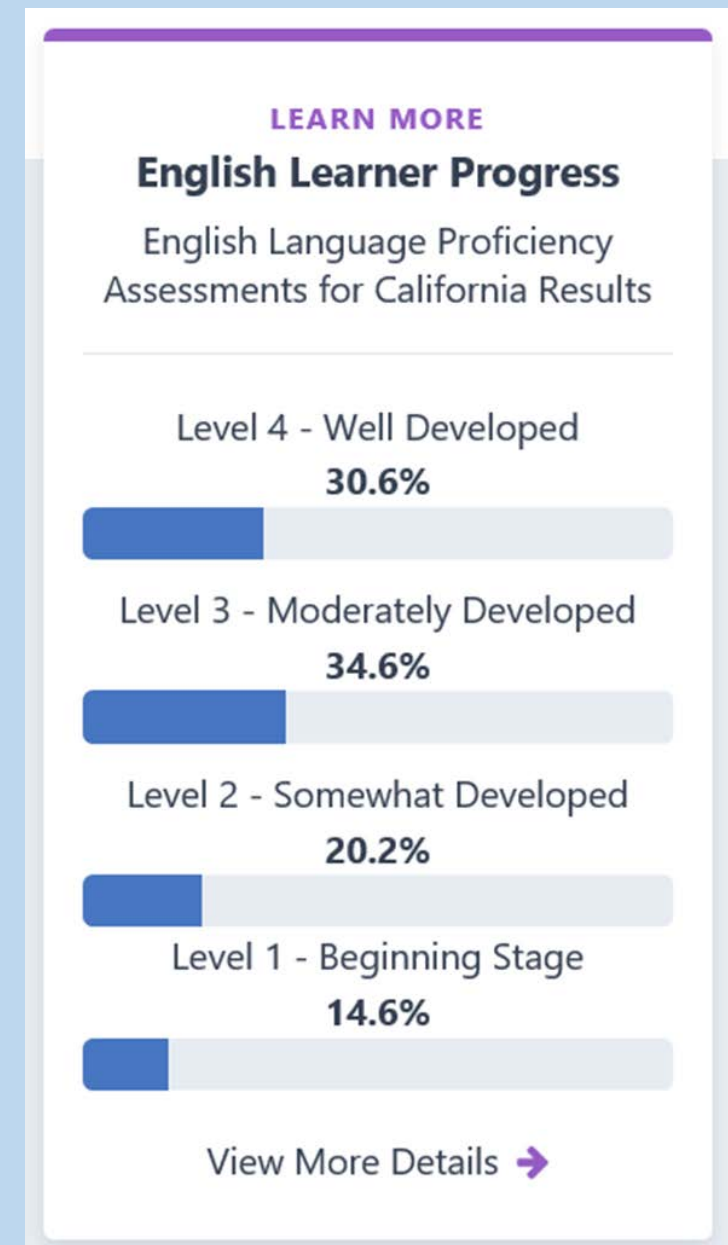 LEARN MORE
English Learner Progress
English Language Proficiency
Assessments for California Results
Level 4 - Well Developed
30.6%
Level 3 - Moderately Developed
34.6%
Level 2 - Somewhat Developed
20.2%
Level 1 - Beginning Stage
14.6%
View More Details